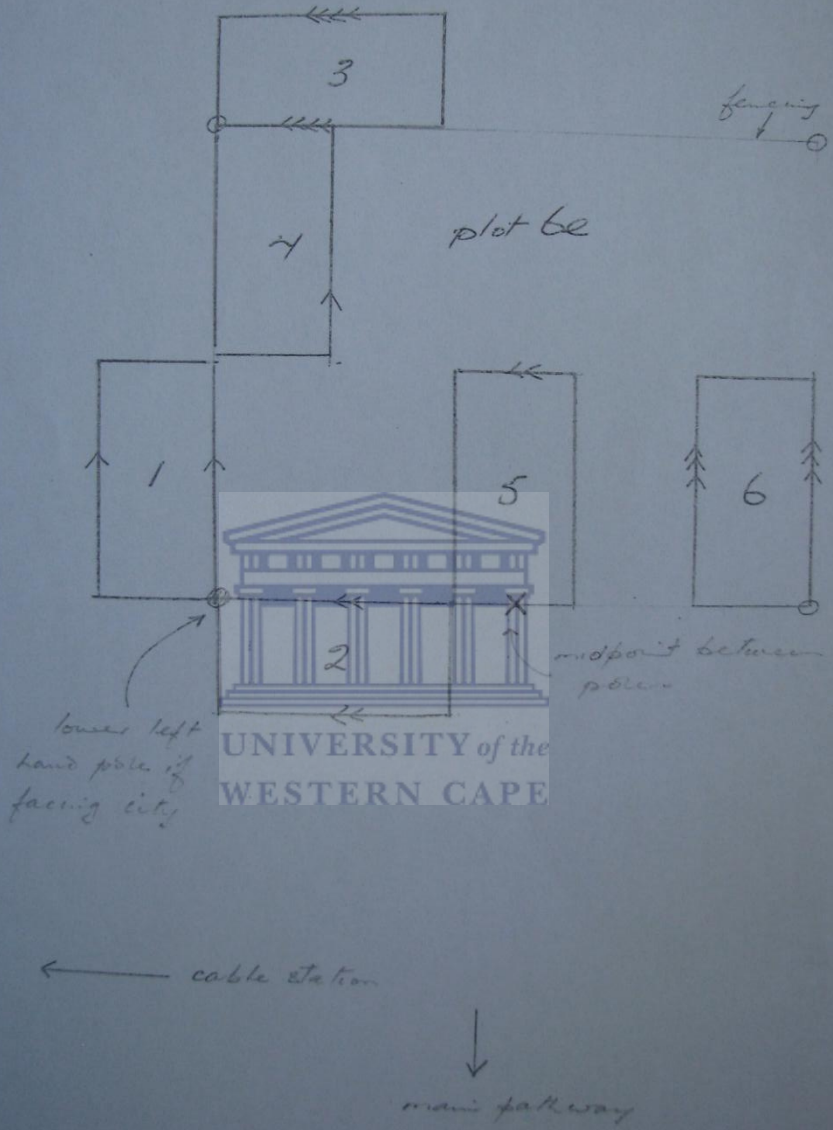 3
fencing
4
plot 6e
1
5
6
2
midpoint between
poles
lower left
hand pole if
facing city
UNIVERSITY of the
WESTERN CAPE
cable station
main pathway